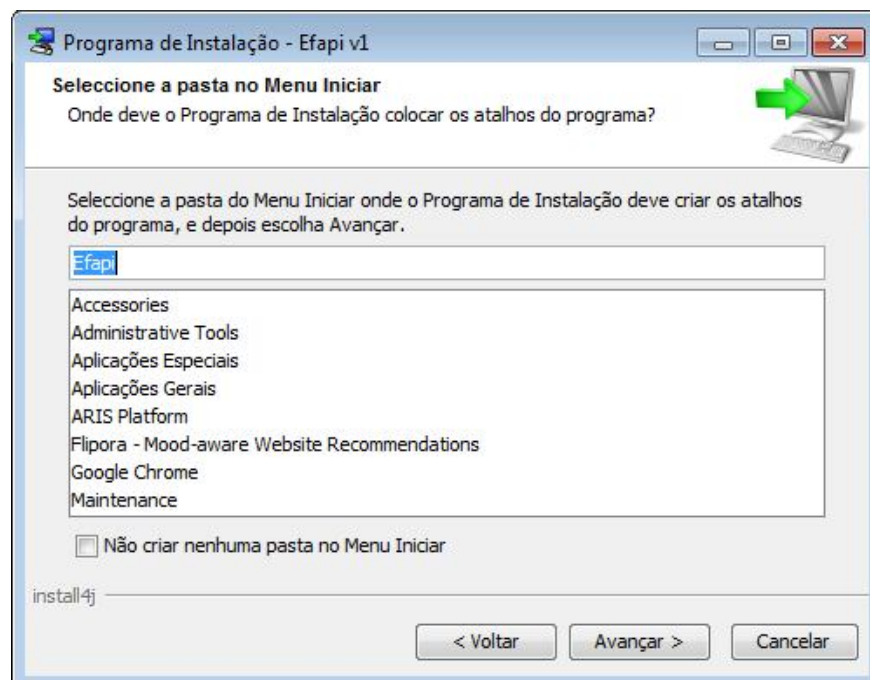 Programa de Instalação - Efapi v1
Seleccione a pasta no Menu Iniciar
Onde deve o Programa de Instalação colocar os atalhos do programa?
Seleccione a pasta do Menu Iniciar onde o Programa de Instalação deve criar os atalhos
do programa, e depois escolha Avançar.
Efapi
Accessories
Administrative Tools
Aplicações Especiais
Aplicações Gerais
ARIS Platform
Flipora - Mood-aware Website Recommendations
Google Chrome
Maintenance
Não criar nenhuma pasta no Menu Iniciar
install4j
< Voltar
Avançar >
Cancelar